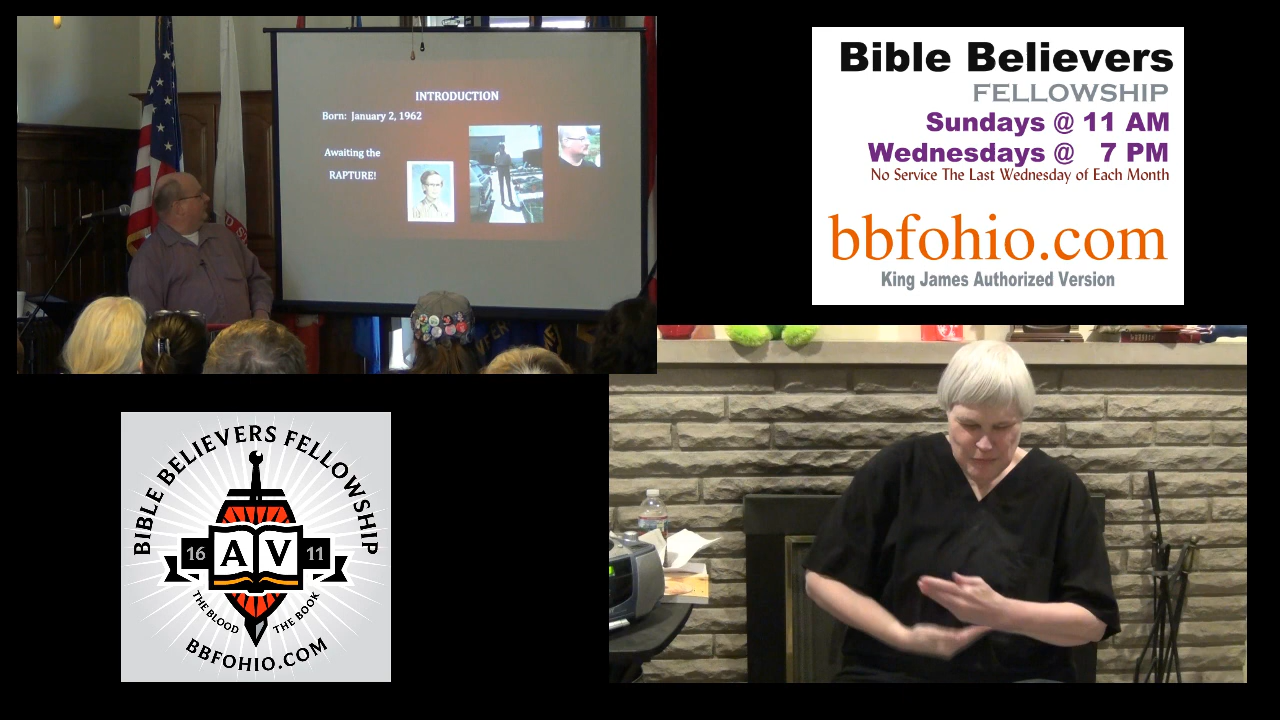 INTRODUCTION
Born: January 2, 1962
Awaiting the
RAPTURE!
Bible Believers
FELLOWSHIP
Sundays @ 11 AM
Wednesdays @ 7 PM
No Service The Last Wednesday of Each Month
bbfohio.com
King James Authorized Version
BIBLE BELIEVERS FELLOWSHIP
16 AV 11
THE BLOOD THE BOOK
BBFOHIO.COM